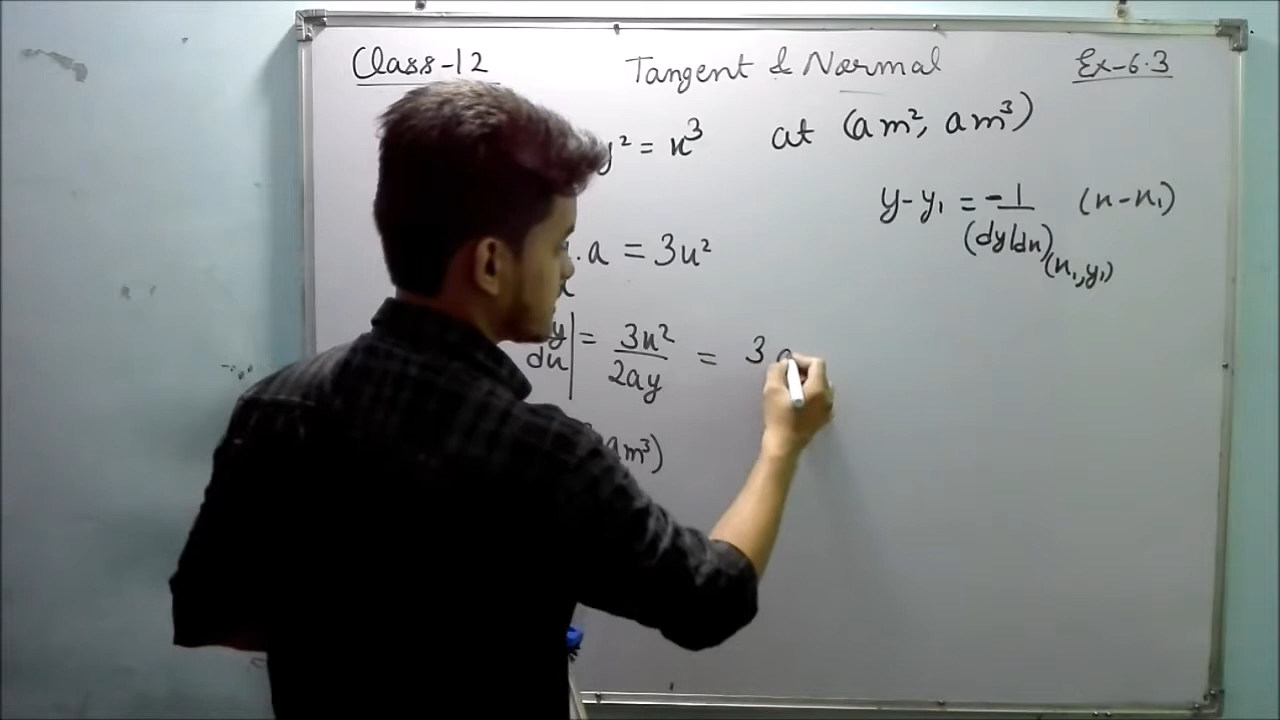 Class-12 Tangent & Normal Ex-6.3
y² = x³ at (am², am³)
y-y₁ = -1/(dy/dx)(x₁,y₁) (x-x₁)
.a = 3x²
y/dx| = 3x²/2ay = 3 a
am³)